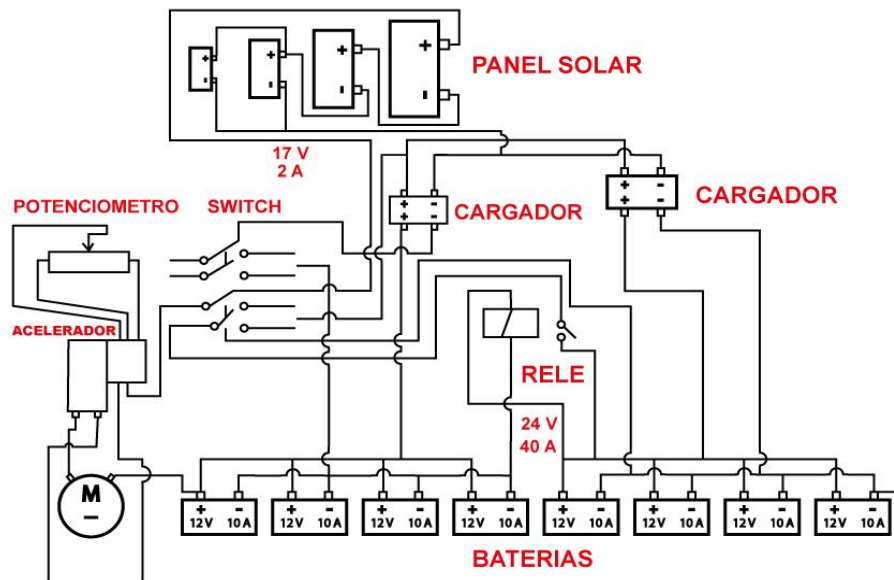 + + + +
- - - -
PANEL SOLAR
17 V
2 A
+ -
+ -
CARGADOR
+ -
+ -
CARGADOR
POTENCIOMETRO
SWITCH
ACELERADOR
RELE
24 V
40 A
M
-
+ - + - + - + - + - + - + - + -
12V 10A 12V 10A 12V 10A 12V 10A 12V 10A 12V 10A 12V 10A 12V 10A
BATERIAS